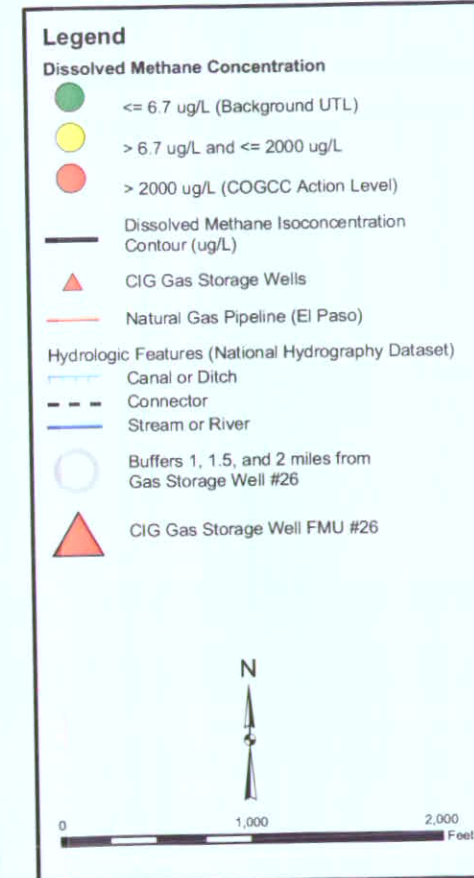 Legend
Dissolved Methane Concentration
<= 6.7 ug/L (Background UTL)
> 6.7 ug/L and <= 2000 ug/L
> 2000 ug/L (COGCC Action Level)
Dissolved Methane Isoconcentration
Contour (ug/L)
CIG Gas Storage Wells
Natural Gas Pipeline (El Paso)
Hydrologic Features (National Hydrography Dataset)
Canal or Ditch
Connector
Stream or River
Buffers 1, 1.5, and 2 miles from
Gas Storage Well #26
CIG Gas Storage Well FMU #26
N
0 1,000 2,000
Feet